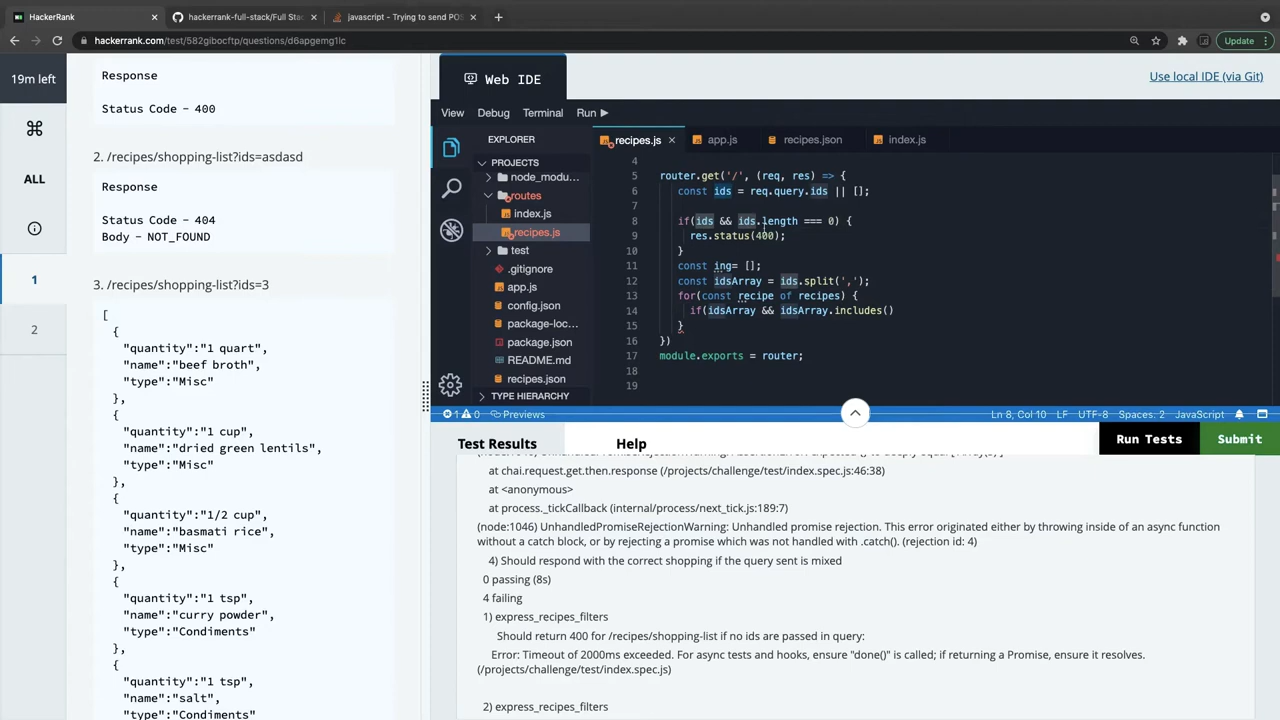 HackerRank
hackerrank-full-stack/Full Stac
javascript - Trying to send POS
hackerrank.com/test/582gibocftp/questions/d6apgemg1lc
Update
19m left
ALL
1
2
Response
Status Code - 400
2. /recipes/shopping-list?ids=asdasd
Response
Status Code - 404
Body - NOT_FOUND
3. /recipes/shopping-list?ids=3
[
{
"quantity":"1 quart",
"name":"beef broth",
"type":"Misc"
},
{
"quantity":"1 cup",
"name":"dried green lentils",
"type":"Misc"
},
{
"quantity":"1/2 cup",
"name":"basmati rice",
"type":"Misc"
},
{
"quantity":"1 tsp",
"name":"curry powder",
"type":"Condiments"
},
{
"quantity":"1 tsp",
"name":"salt",
"type":"Condiments"
Web IDE
Use local IDE (via Git)
View Debug Terminal Run
EXPLORER
PROJECTS
node_modu...
routes
index.js
recipes.js
test
.gitignore
app.js
config.json
package-loc...
package.json
README.md
recipes.json
TYPE HIERARCHY
recipes.js app.js recipes.json index.js
4
5 router.get('/', (req, res) => {
6 const ids = req.query.ids || [];
7
8 if(ids && ids.length === 0) {
9 res.status(400);
10 }
11 const ing= [];
12 const idsArray = ids.split(',');
13 for(const recipe of recipes) {
14 if(idsArray && idsArray.includes()
15 }
16 })
17 module.exports = router;
18
19
1 0 Previews Ln 8, Col 10 LF UTF-8 Spaces: 2 JavaScript
Test Results Help Run Tests Submit
at chai.request.get.then.response (/projects/challenge/test/index.spec.js:46:38)
at <anonymous>
at process._tickCallback (internal/process/next_tick.js:189:7)
(node:1046) UnhandledPromiseRejectionWarning: Unhandled promise rejection. This error originated either by throwing inside of an async function
without a catch block, or by rejecting a promise which was not handled with .catch(). (rejection id: 4)
4) Should respond with the correct shopping if the query sent is mixed
0 passing (8s)
4 failing
1) express_recipes_filters
Should return 400 for /recipes/shopping-list if no ids are passed in query:
Error: Timeout of 2000ms exceeded. For async tests and hooks, ensure "done()" is called; if returning a Promise, ensure it resolves.
(/projects/challenge/test/index.spec.js)
2) express_recipes_filters